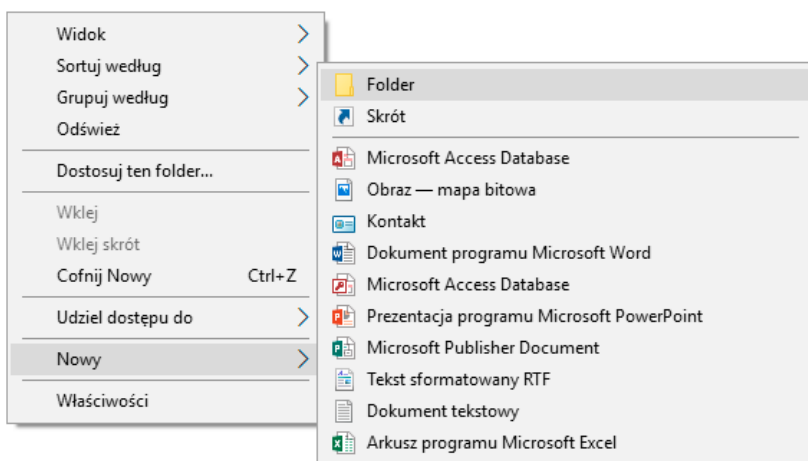 Widok
Sortuj według
Grupuj według
Odśwież
Dostosuj ten folder...
Wklej
Wklej skrót
Cofnij Nowy Ctrl+Z
Udziel dostępu do
Nowy
Właściwości
Folder
Skrót
Microsoft Access Database
Obraz — mapa bitowa
Kontakt
Dokument programu Microsoft Word
Microsoft Access Database
Prezentacja programu Microsoft PowerPoint
Microsoft Publisher Document
Tekst sformatowany RTF
Dokument tekstowy
Arkusz programu Microsoft Excel